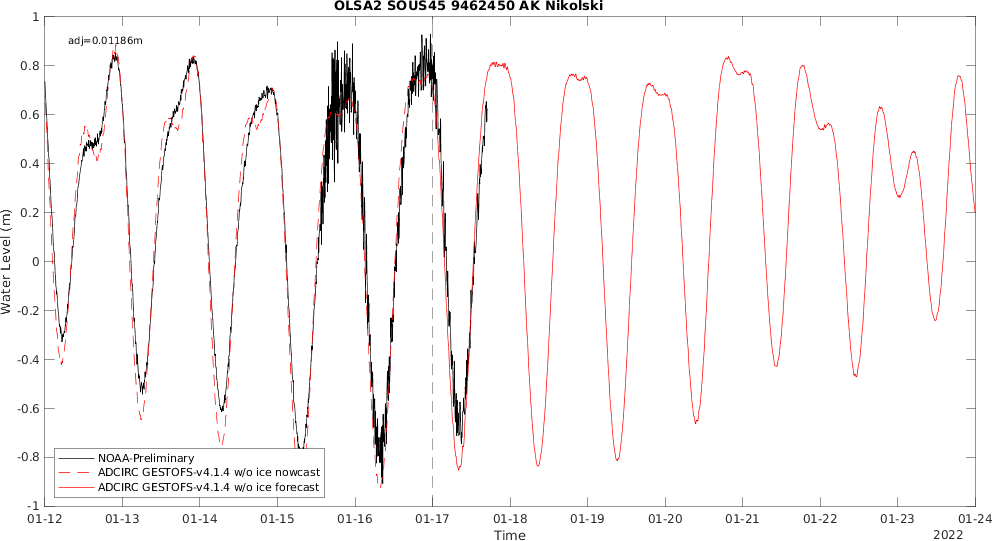 OLSA2 SOUS45 9462450 AK Nikolski
adj=0.01186m
1
0.8
0.6
0.4
0.2
0
-0.2
-0.4
-0.6
-0.8
-1
Water Level (m)
NOAA-Preliminary
ADCIRC GESTOFS-v4.1.4 w/o ice nowcast
ADCIRC GESTOFS-v4.1.4 w/o ice forecast
01-12 01-13 01-14 01-15 01-16 01-17 01-18 01-19 01-20 01-21 01-22 01-23 01-24
Time
2022